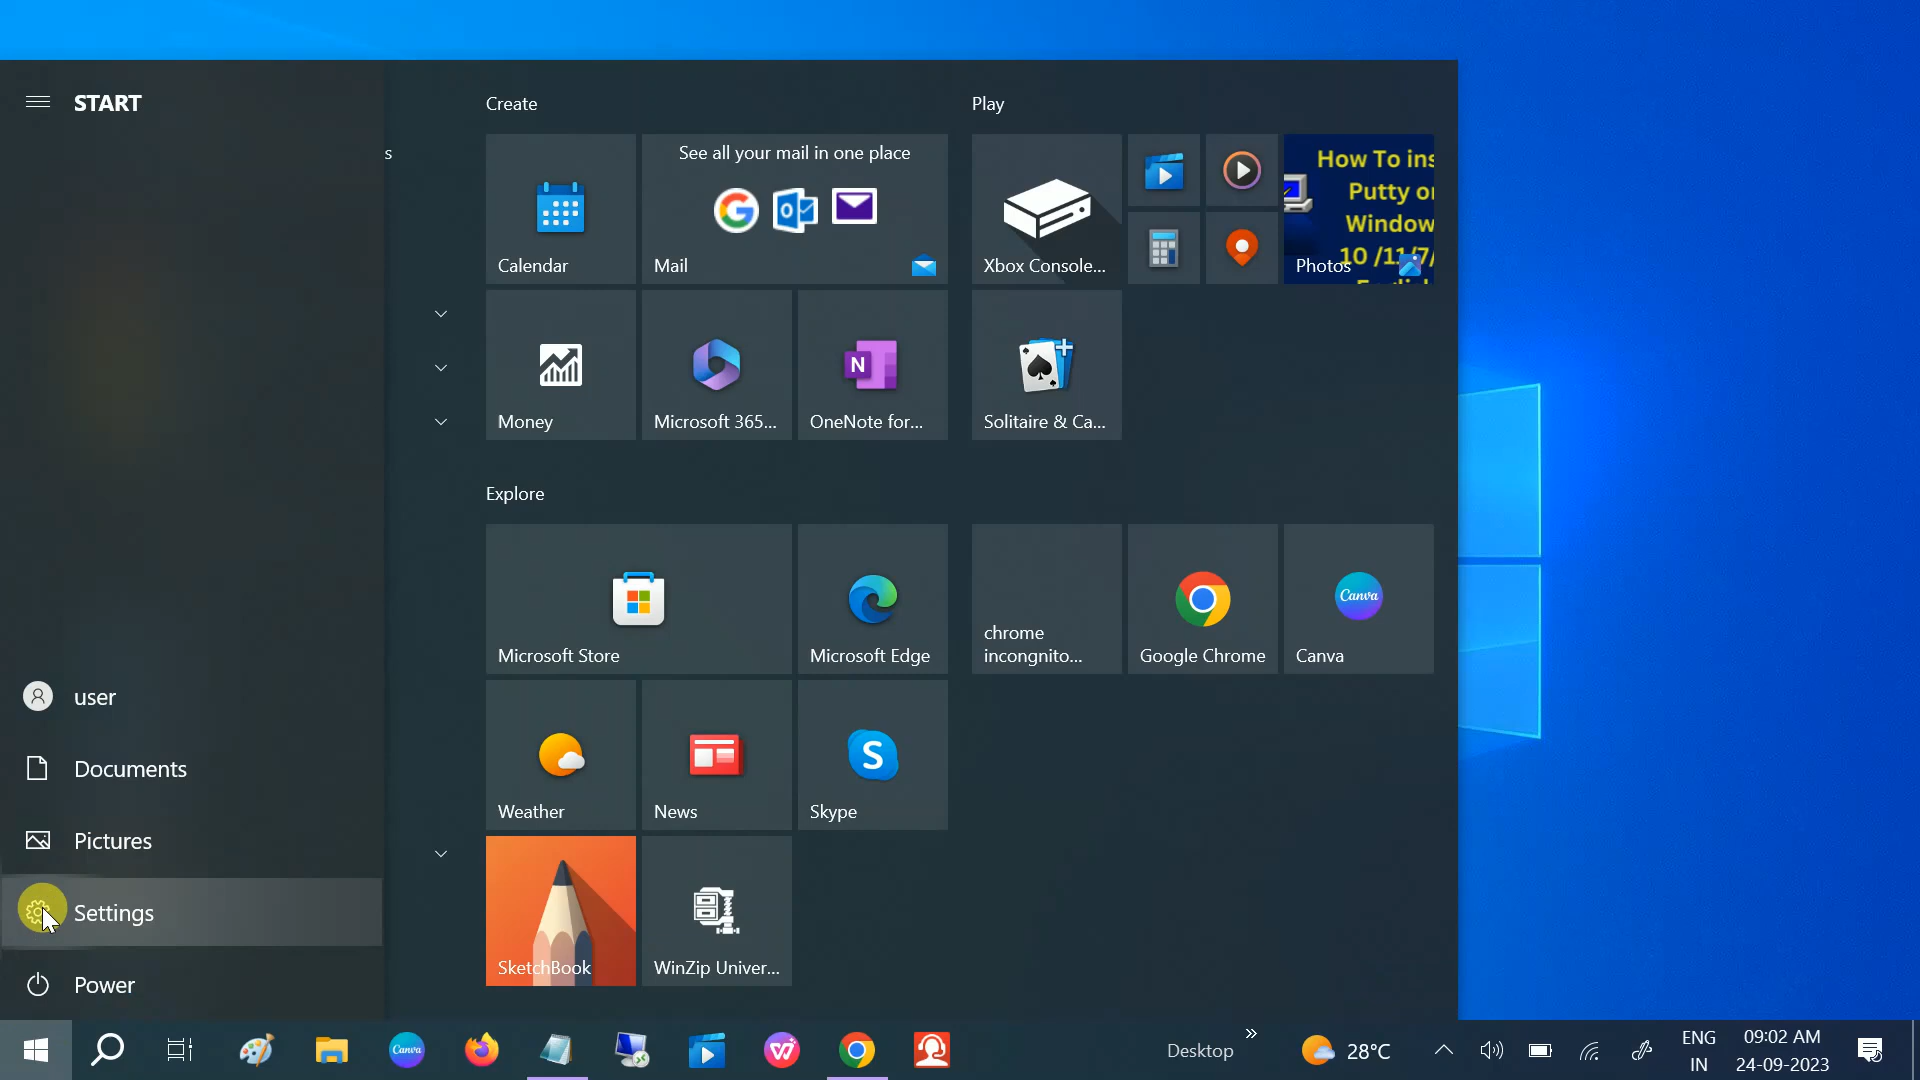 START
s
user
Documents
Pictures
Settings
Power
Create
Calendar
See all your mail in one place
Mail
Money
Microsoft 365...
N
OneNote for...
Play
Xbox Console...
How To ins
Putty or
Window
10 /11/7/
Photos
Solitaire & Ca...
Explore
Microsoft Store
Microsoft Edge
chrome
incongnito...
Google Chrome
Canva
Canva
Weather
News
S
Skype
SketchBook
WinZip Univer...
Canva
Desktop
28°C
ENG
IN
09:02 AM
24-09-2023